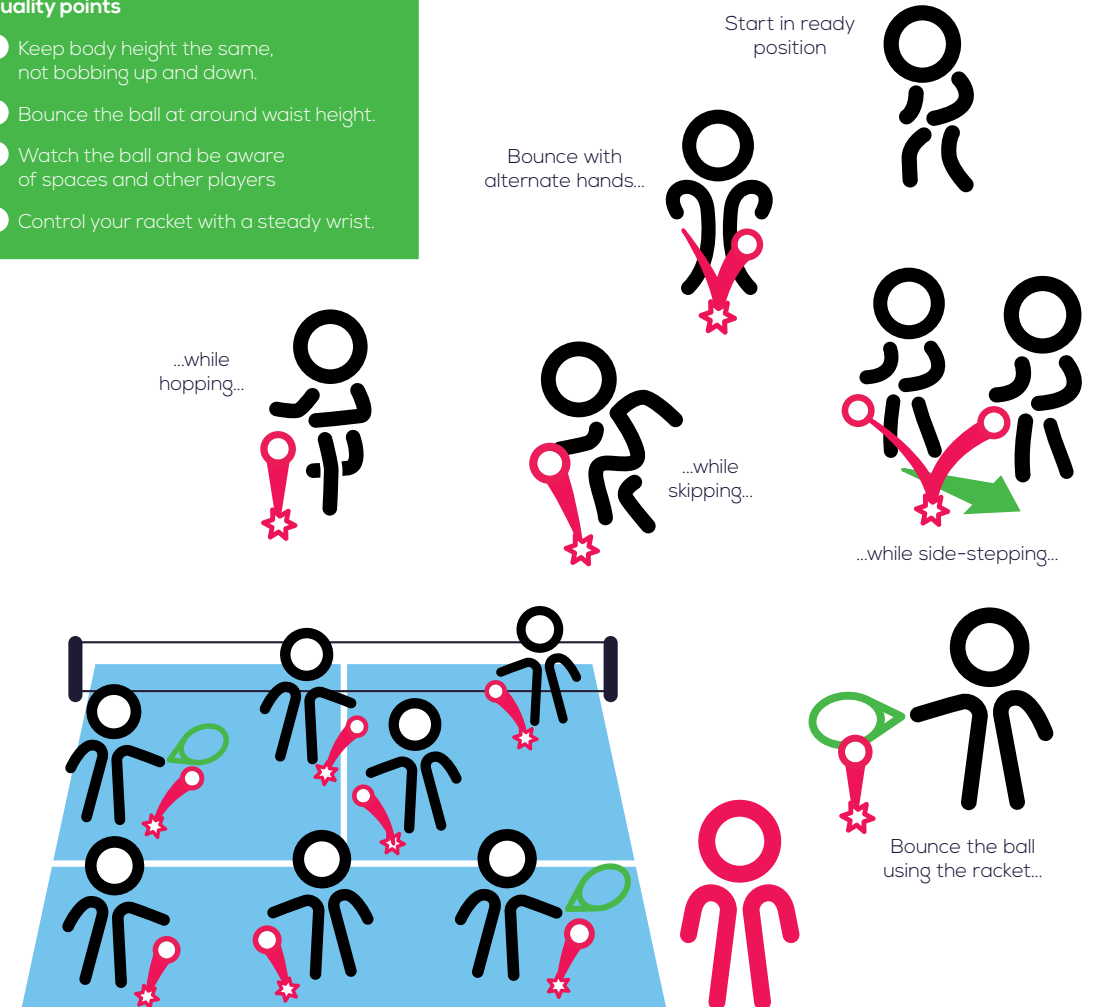 uality points
Keep body height the same,
not bobbing up and down.
Bounce the ball at around waist height.
Watch the ball and be aware
of spaces and other players
Control your racket with a steady wrist.
Start in ready
position
Bounce with
alternate hands...
...while
hopping...
...while
skipping...
...while side-stepping...
Bounce the ball
using the racket...